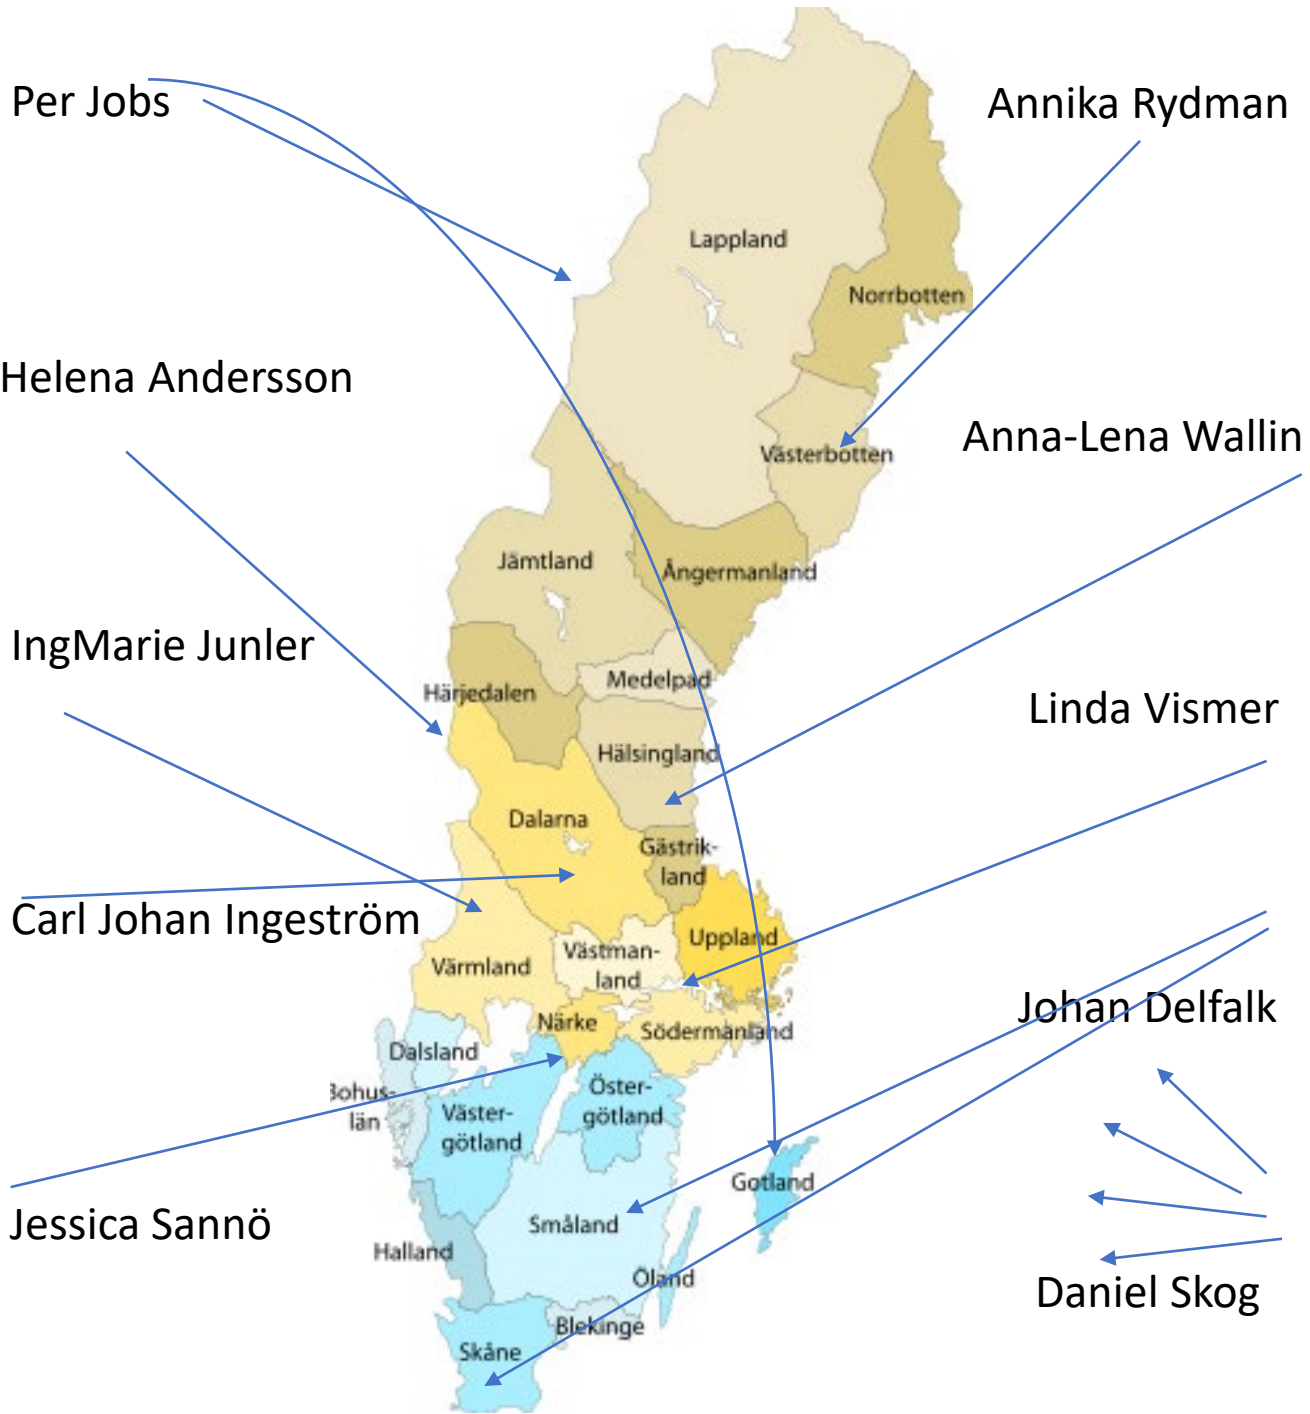 Per Jobs
Annika Rydman
Lappland
Norrbotten
Helena Andersson
Anna-Lena Wallin
Västerbotten
Jämtland
Ångermanland
IngMarie Junler
Medelpad
Härjedalen
Linda Vismer
Hälsingland
Dalarna
Gästrik-
land
Carl Johan Ingeström
Uppland
Västman-
land
Värmland
Johan Delfalk
Närke
Södermanland
Dalsland
Öster-
götland
Bohus-
län
Väster-
götland
Gotland
Jessica Sannö
Småland
Halland
Öland
Daniel Skog
Blekinge
Skåne